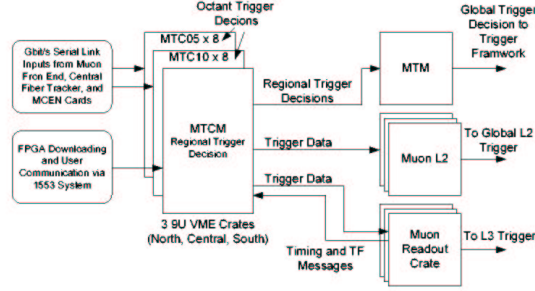 Octant Trigger
Decions
MTC05 x 8
MTC10 x 8
Gbit/s Serial Link
Inputs from Muon
Fron End, Central
Fiber Tracker, and
MCEN Cards
FPGA Downloading
and User
Communication via
1553 System
MTCM
Regional Trigger
Decision
3 9U VME Crates
(North, Central, South)
Regional Trigger
Decisions
Trigger Data
Trigger Data
Timing and TF
Messages
MTM
Muon L2
Muon
Readout
Crate
Global Trigger
Decision to
Trigger
Framwork
To Global L2
Trigger
To L3 Trigger